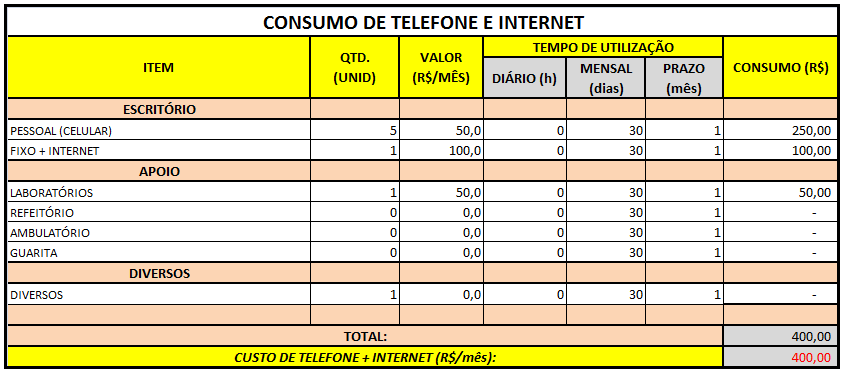 CONSUMO DE TELEFONE E INTERNET
ITEM QTD. (UNID) VALOR (R$/MÊS) TEMPO DE UTILIZAÇÃO CONSUMO (R$)
DIÁRIO (h) MENSAL (dias) PRAZO (mês)
ESCRITÓRIO
PESSOAL (CELULAR) 5 50,0 0 30 1 250,00
FIXO + INTERNET 1 100,0 0 30 1 100,00
APOIO
LABORATÓRIOS 1 50,0 0 30 1 50,00
REFEITÓRIO 0 0,0 0 30 1 -
AMBULATÓRIO 0 0,0 0 30 1 -
GUARITA 0 0,0 0 30 1 -
DIVERSOS
DIVERSOS 1 0,0 0 30 1 -
TOTAL: 400,00
CUSTO DE TELEFONE + INTERNET (R$/mês): 400,00